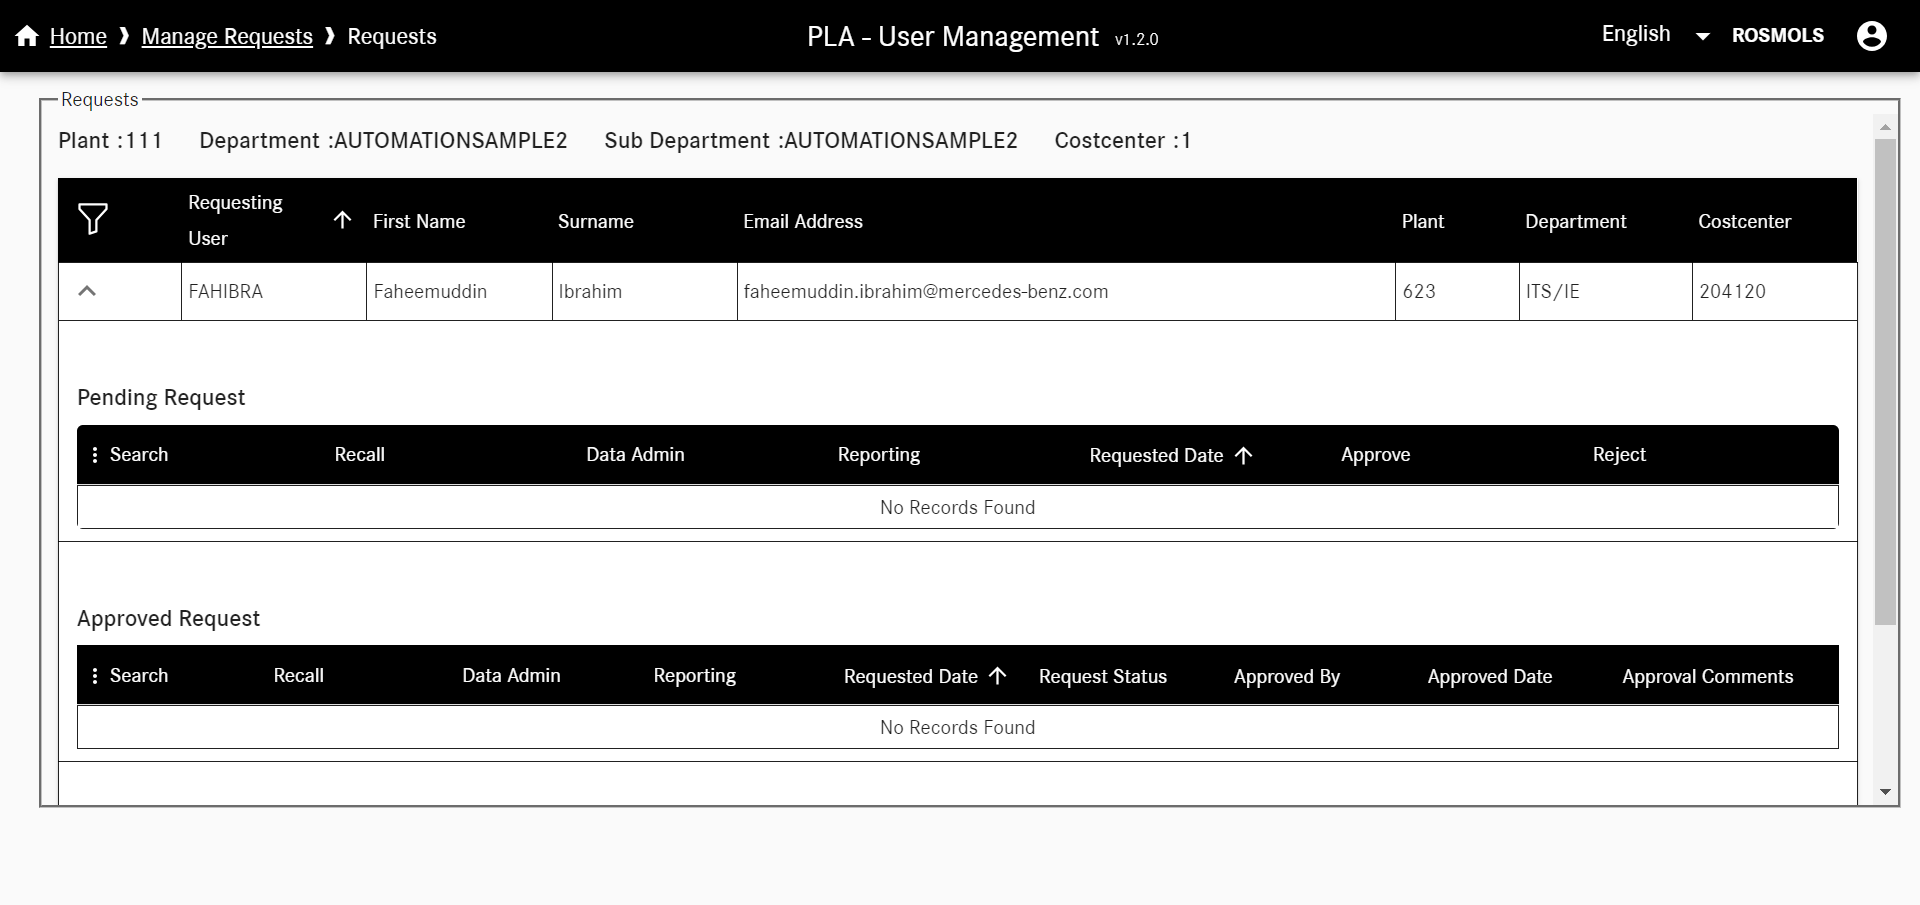 Home ❱ Manage Requests ❱ Requests
PLA - User Management v1.2.0
English ROSMOLS
Requests
Plant :111 Department :AUTOMATIONSAMPLE2 Sub Department :AUTOMATIONSAMPLE2 Costcenter :1
Requesting User First Name Surname Email Address Plant Department Costcenter
FAHIBRA Faheemuddin Ibrahim faheemuddin.ibrahim@mercedes-benz.com 623 ITS/IE 204120
Pending Request
Search Recall Data Admin Reporting Requested Date Approve Reject
No Records Found
Approved Request
Search Recall Data Admin Reporting Requested Date Request Status Approved By Approved Date Approval Comments
No Records Found